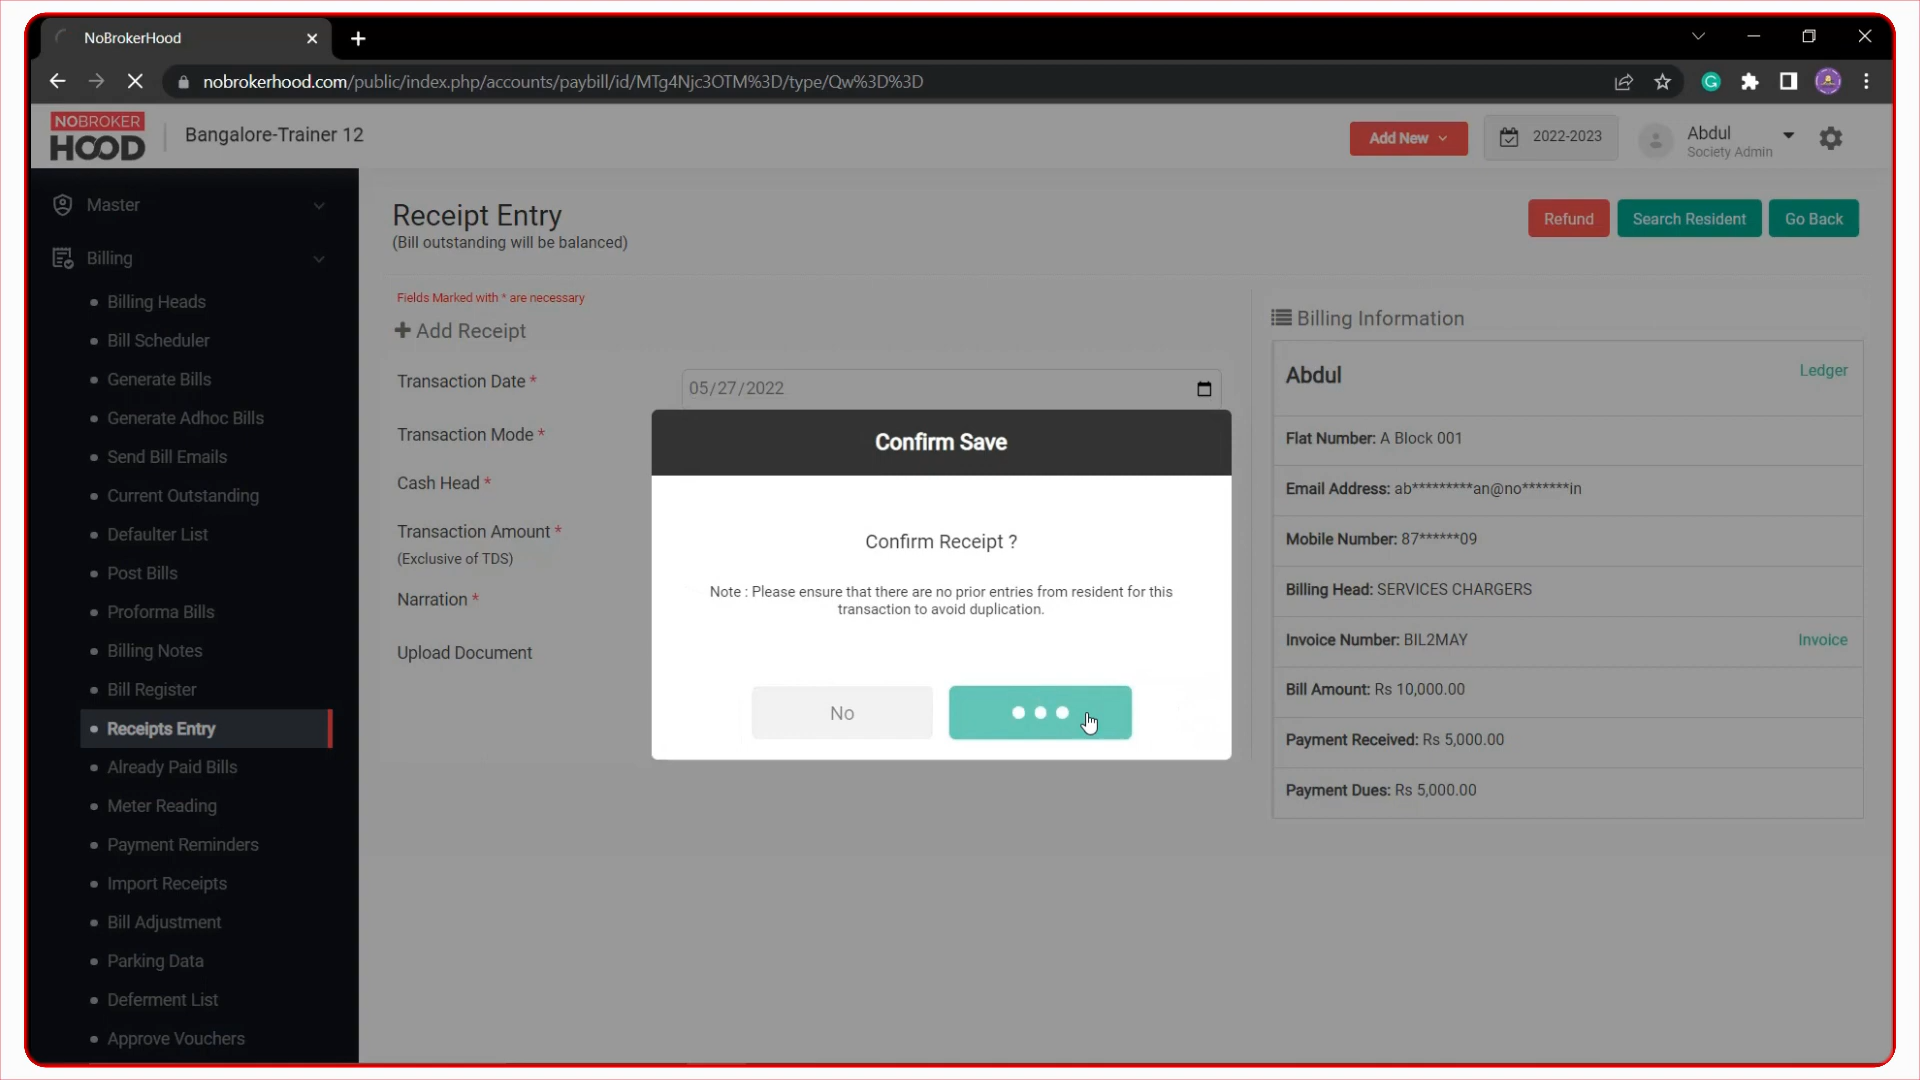 NoBrokerHood
nobrokerhood.com/public/index.php/accounts/paybill/id/MTg4Njc3OTM%3D/type/Qw%3D%3D
NOBROKER
HOOD
Bangalore-Trainer 12
Add New
2022-2023
Abdul
Society Admin
Master
Billing
Billing Heads
Bill Scheduler
Generate Bills
Generate Adhoc Bills
Send Bill Emails
Current Outstanding
Defaulter List
Post Bills
Proforma Bills
Billing Notes
Bill Register
Receipts Entry
Already Paid Bills
Meter Reading
Payment Reminders
Import Receipts
Bill Adjustment
Parking Data
Deferment List
Approve Vouchers
Receipt Entry
(Bill outstanding will be balanced)
Refund
Search Resident
Go Back
Fields Marked with * are necessary
Add Receipt
Transaction Date *
05/27/2022
Transaction Mode *
Cash Head *
Transaction Amount *
(Exclusive of TDS)
Narration *
Upload Document
Confirm Save
Confirm Receipt ?
Note : Please ensure that there are no prior entries from resident for this
transaction to avoid duplication.
No
Billing Information
Abdul
Ledger
Flat Number: A Block 001
Email Address: ab*********an@no*******in
Mobile Number: 87******09
Billing Head: SERVICES CHARGERS
Invoice Number: BIL2MAY
Invoice
Bill Amount: Rs 10,000.00
Payment Received: Rs 5,000.00
Payment Dues: Rs 5,000.00